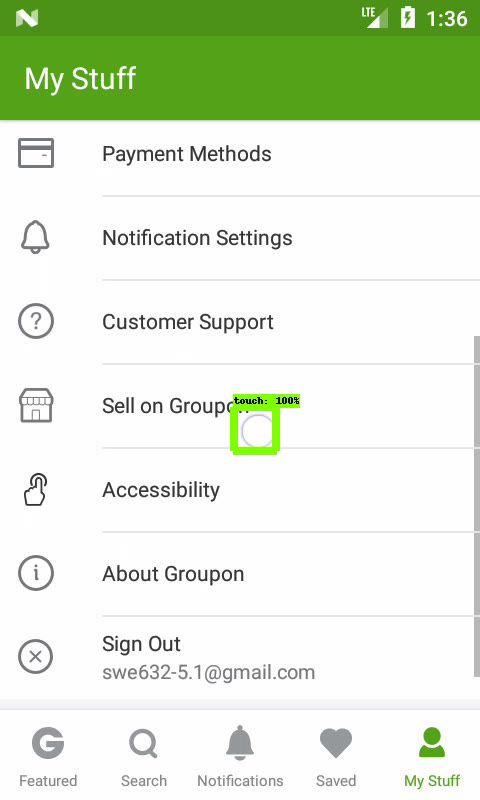 LTE 1:36
My Stuff
Payment Methods
Notification Settings
Customer Support
touch: 100%
Sell on Groupon
Accessibility
About Groupon
Sign Out
swe632-5.1@gmail.com
Featured Search Notifications Saved My Stuff